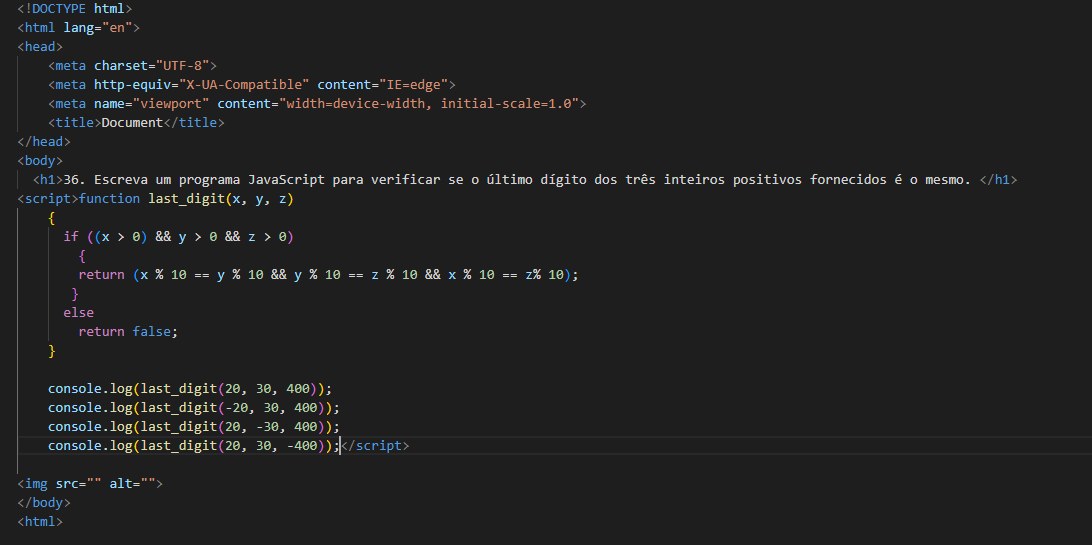 <!DOCTYPE html>
<html lang="en">
<head>
    <meta charset="UTF-8">
    <meta http-equiv="X-UA-Compatible" content="IE=edge">
    <meta name="viewport" content="width=device-width, initial-scale=1.0">
    <title>Document</title>
</head>
<body>
  <h1>36. Escreva um programa JavaScript para verificar se o último dígito dos três inteiros positivos fornecidos é o mesmo. </h1>
<script>function last_digit(x, y, z)
    {
      if ((x > 0) && y > 0 && z > 0)
        {
        return (x % 10 == y % 10 && y % 10 == z % 10 && x % 10 == z% 10);
       }
      else
        return false;
    }

    console.log(last_digit(20, 30, 400));
    console.log(last_digit(-20, 30, 400));
    console.log(last_digit(20, -30, 400));
    console.log(last_digit(20, 30, -400));</script>

<img src="" alt="">
</body>
<html>